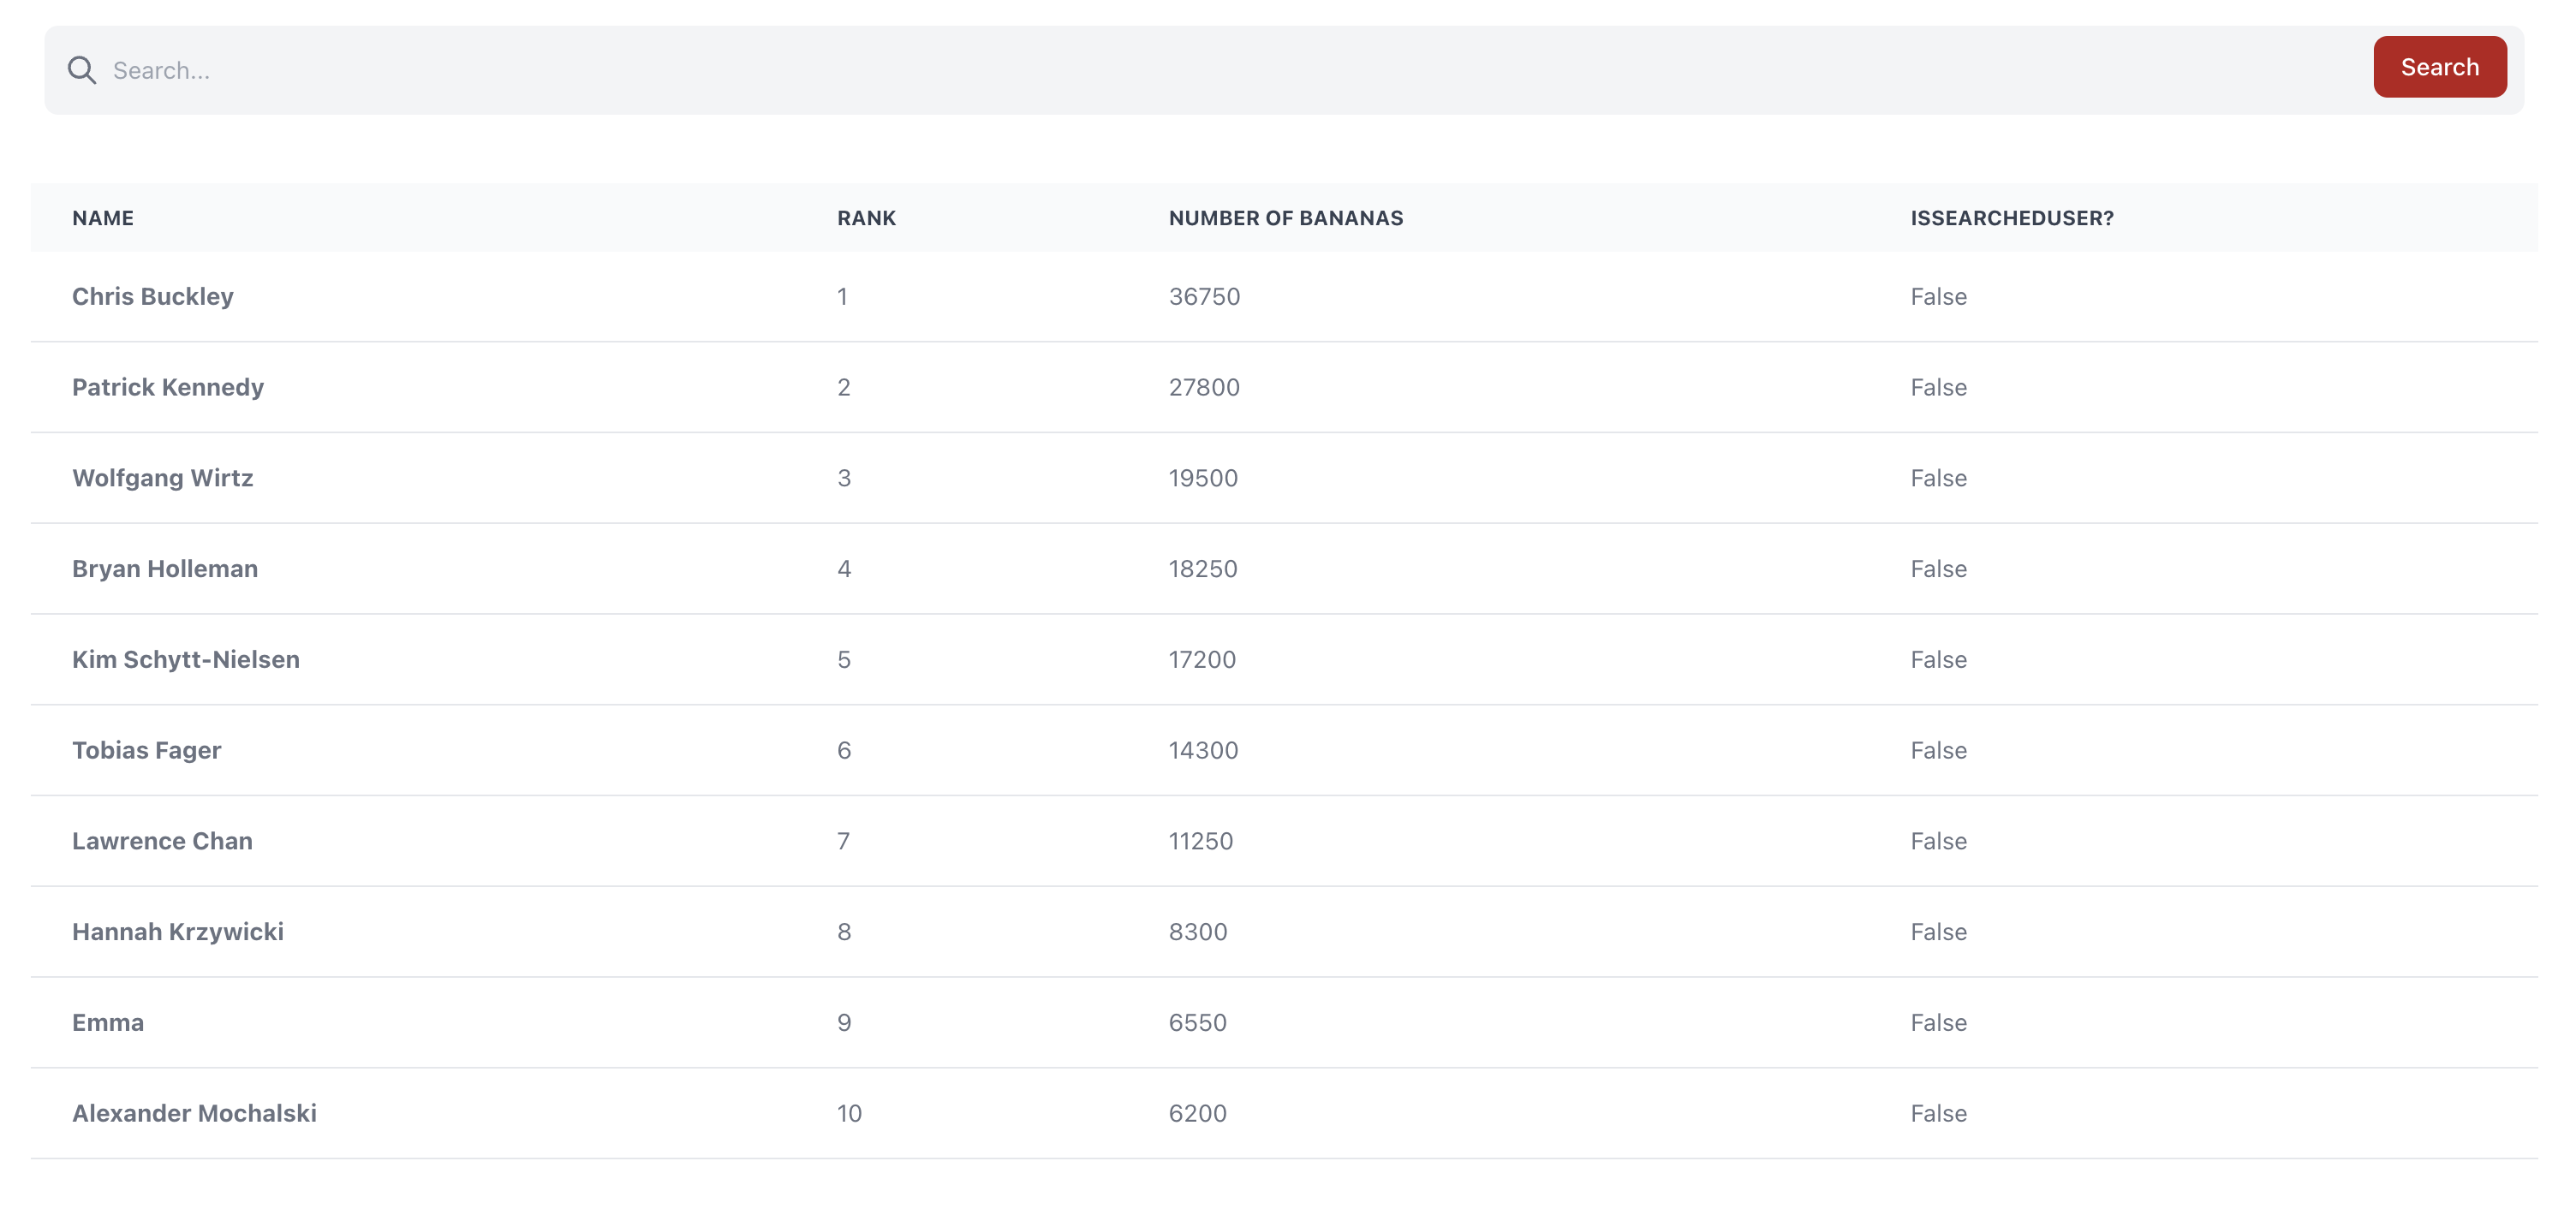 Search...
Search
NAME RANK NUMBER OF BANANAS ISSEARCHEDUSER?
Chris Buckley 1 36750 False
Patrick Kennedy 2 27800 False
Wolfgang Wirtz 3 19500 False
Bryan Holleman 4 18250 False
Kim Schytt-Nielsen 5 17200 False
Tobias Fager 6 14300 False
Lawrence Chan 7 11250 False
Hannah Krzywicki 8 8300 False
Emma 9 6550 False
Alexander Mochalski 10 6200 False